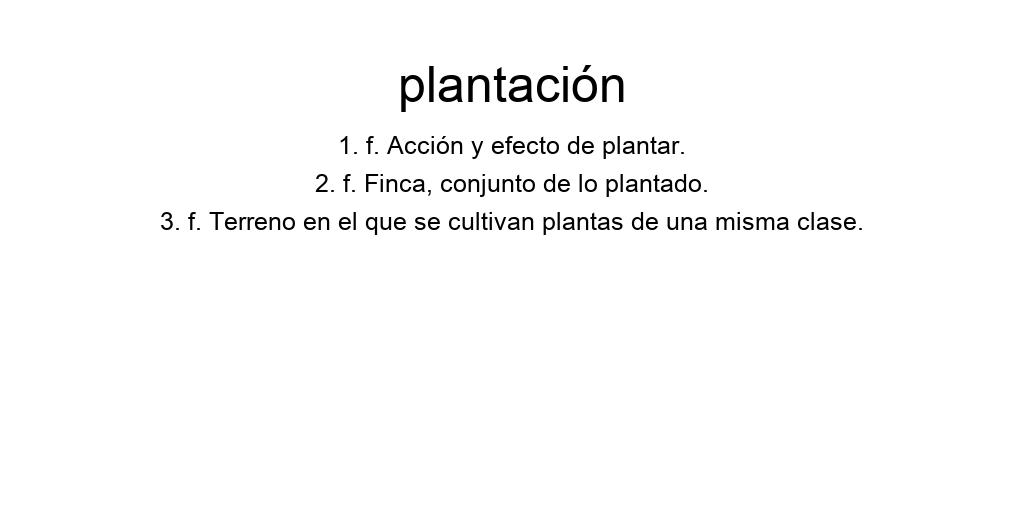 plantación
1. f. Acción y efecto de plantar.
2. f. Finca, conjunto de lo plantado.
3. f. Terreno en el que se cultivan plantas de una misma clase.